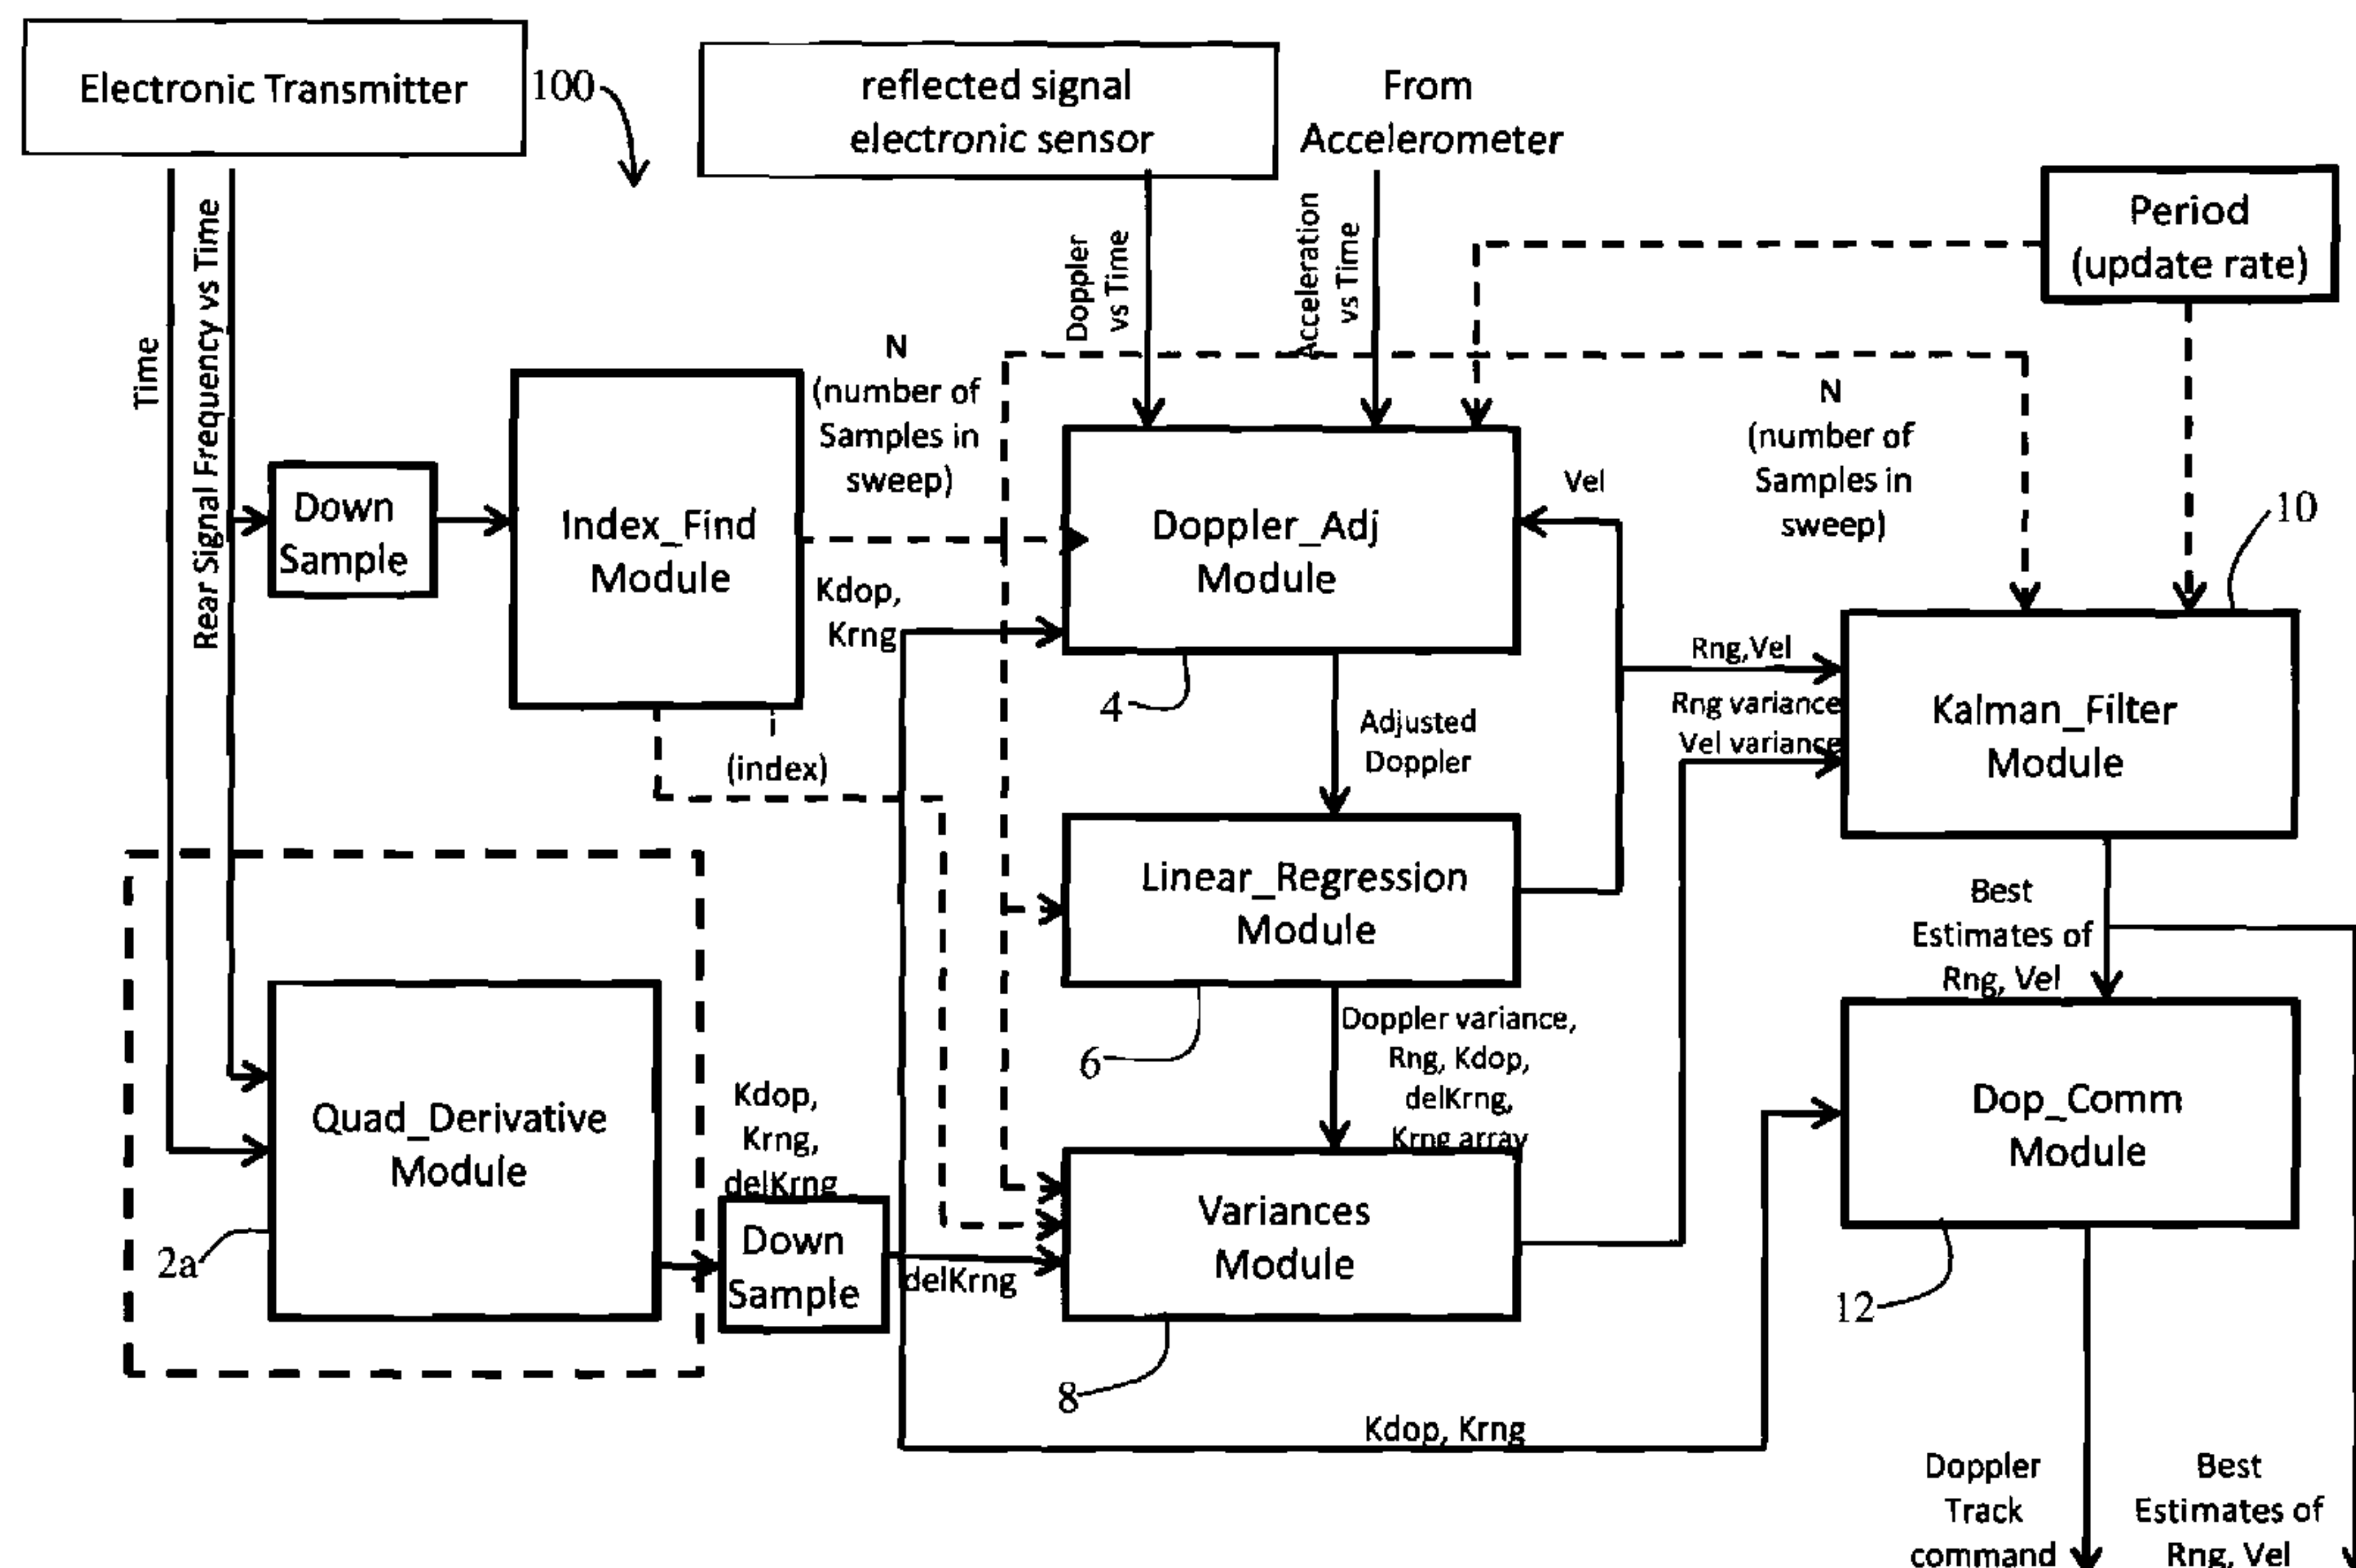 Electronic Transmitter
100
reflected signal
electronic sensor
From
Accelerometer
Period
(update rate)
Time
Rear Signal Frequency vs Time
Doppler
vs Time
Acceleration
vs Time
N
(number of
Samples in
sweep)
N
(number of
Samples in
sweep)
Down
Sample
Index_Find
Module
Doppler_Adj
Module
Vel
10
Kdop,
Krng
4
Adjusted
Doppler
Rng,Vel
Rng variance
Vel variance
Kalman_Filter
Module
(index)
Linear_Regression
Module
Best
Estimates of
Rng, Vel
6
Doppler variance,
Rng, Kdop,
delKrng,
Krng array
Quad_Derivative
Module
2a
Kdop,
Krng,
delKrng
Down
Sample
delKrng
Variances
Module
8
Dop_Comm
Module
12
Kdop, Krng
Doppler
Track
command
Best
Estimates of
Rng, Vel